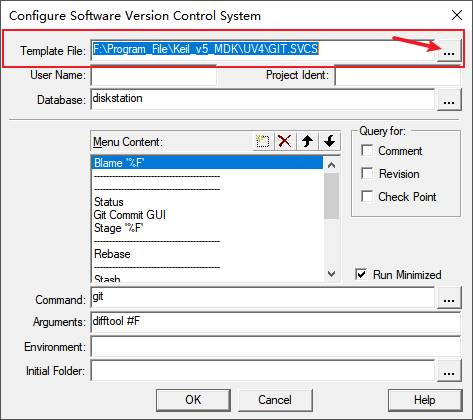 Configure Software Version Control System
Template File: F:\Program_File\Keil_v5_MDK\UV4\GIT.SVCS ...
User Name: Project Ident:
Database: diskstation ...
Menu Content: Query for:
Blame '%F' Comment
---------------------------------------- Revision
---------------------------------------- Check Point
Status
Git Commit GUI
Stage '%F'
----------------------------------------
Rebase
----------------------------------------
Stash Run Minimized
Command: git ...
Arguments: difftool #F
Environment:
Initial Folder: ...
OK Cancel Help